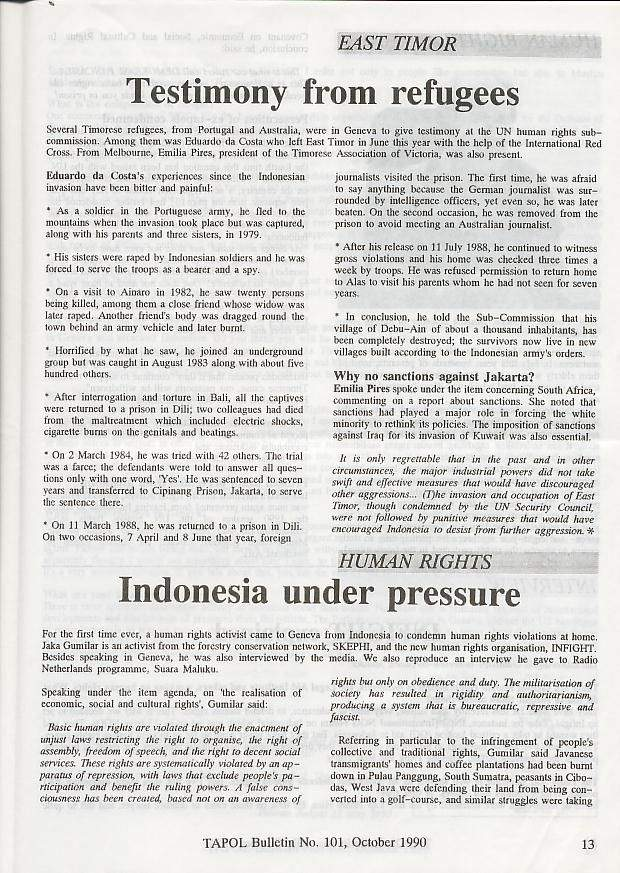 EAST TIMOR
Testimony from refugees
Several Timorese refugees, from Portugal and Australia, were in Geneva to give testimony at the UN human rights sub-
commission. Among them was Eduardo da Costa who left East Timor in June this year with the help of the International Red
Cross. From Melbourne, Emilia Pires, president of the Timorese Association of Victoria, was also present.
Eduardo da Costa's experiences since the Indonesian
invasion have been bitter and painful:
* As a soldier in the Portuguese army, he fled to the
mountains when the invasion took place but was captured,
along with his parents and three sisters, in 1979.
* His sisters were raped by Indonesian soldiers and he was
forced to serve the troops as a bearer and a spy.
* On a visit to Ainaro in 1982, he saw twenty persons
being killed, among them a close friend whose widow was
later raped. Another friend's body was dragged round the
town behind an army vehicle and later burnt.
* Horrified by what he saw, he joined an underground
group but was caught in August 1983 along with about five
hundred others.
* After interrogation and torture in Bali, all the captives
were returned to a prison in Dili; two colleagues had died
from the maltreatment which included electric shocks,
cigarette burns on the genitals and beatings.
* On 2 March 1984, he was tried with 42 others. The trial
was a farce; the defendants were told to answer all ques-
tions only with one word, 'Yes'. He was sentenced to seven
years and transferred to Cipinang Prison, Jakarta, to serve
the sentence there.
* On 11 March 1988, he was returned to a prison in Dili.
On two occasions, 7 April and 8 June that year, foreign
journalists visited the prison. The first time, he was afraid
to say anything because the German journalist was sur-
rounded by intelligence officers, yet even so, he was later
beaten. On the second occasion, he was removed from the
prison to avoid meeting an Australian journalist.
* After his release on 11 July 1988, he continued to witness
gross violations and his home was checked three times a
week by troops. He was refused permission to return home
to Alas to visit his parents whom he had not seen for seven
years.
* In conclusion, he told the Sub-Commission that his
village of Debu-Ain of about a thousand inhabitants, has
been completely destroyed; the survivors now live in new
villages built according to the Indonesian army's orders.
Why no sanctions against Jakarta?
Emilia Pires spoke under the item concerning South Africa,
commenting on a report about sanctions. She noted that
sanctions had played a major role in forcing the white
minority to rethink its policies. The imposition of sanctions
against Iraq for its invasion of Kuwait was also essential.
It is only regrettable that in the past and in other
circumstances, the major industrial powers did not take
swift and effective measures that would have discouraged
other aggressions... (T)he invasion and occupation of East
Timor, though condemned by the UN Security Council,
were not followed by punitive measures that would have
encouraged Indonesia to desist from further aggression. *
HUMAN RIGHTS
Indonesia under pressure
For the first time ever, a human rights activist came to Geneva from Indonesia to condemn human rights violations at home.
Jaka Gumilar is an activist from the forestry conservation network, SKEPHI, and the new human rights organisation, INFIGHT.
Besides speaking in Geneva, he was also interviewed by the media. We also reproduce an interview he gave to Radio
Netherlands programme, Suara Maluku.
Speaking under the item agenda, on 'the realisation of
economic, social and cultural rights', Gumilar said:
Basic human rights are violated through the enactment of
unjust laws restricting the right to organise, the right of
assembly, freedom of speech, and the right to decent social
services. These rights are systematically violated by an ap-
paratus of repression, with laws that exclude people's pa-
rticipation and benefit the ruling powers. A false cons-
ciousness has been created, based not on an awareness of
rights but only on obedience and duty. The militarisation of
society has resulted in rigidity and authoritarianism,
producing a system that is bureaucratic, repressive and
fascist.
Referring in particular to the infringement of people's
collective and traditional rights, Gumilar said Javanese
transmigrants' homes and coffee plantations had been burnt
down in Pulau Panggung, South Sumatra, peasants in Cibo-
das, West Java were defending their land from being con-
verted into a golf-course, and similar struggles were taking
TAPOL Bulletin No. 101, October 1990
13